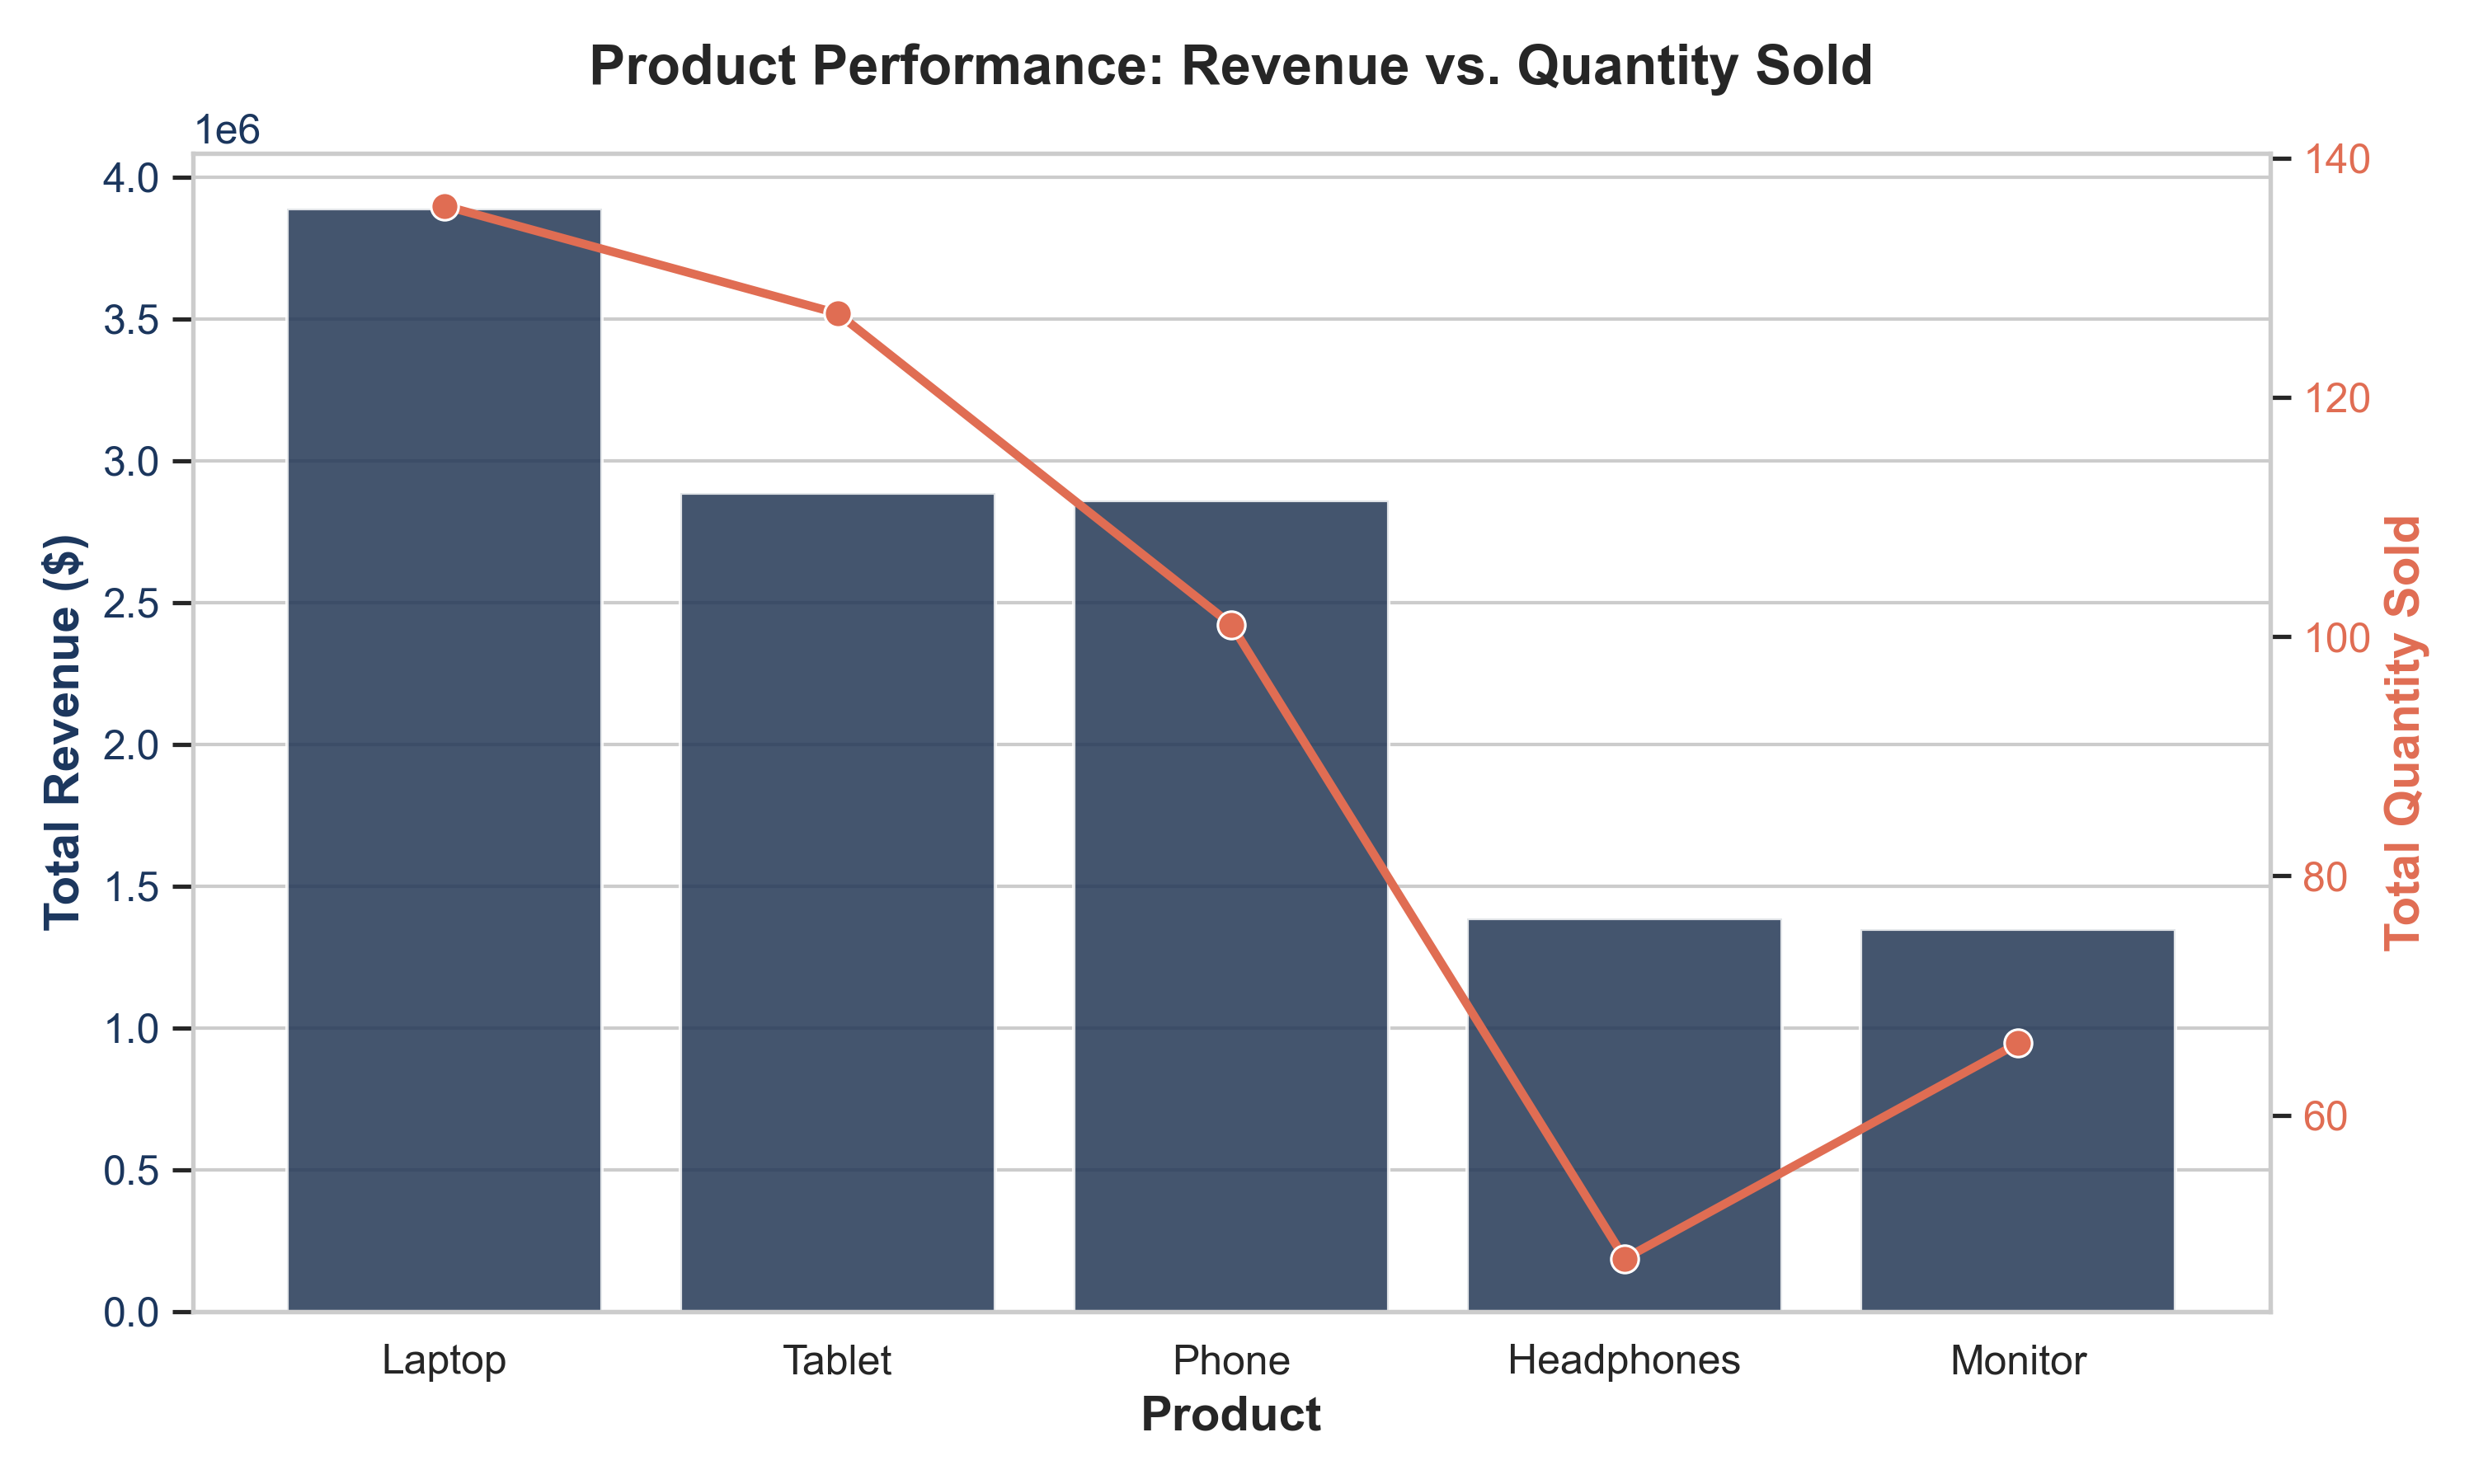 Product Performance: Revenue vs. Quantity Sold
1e6
4.0
3.5
3.0
2.5
2.0
1.5
1.0
0.5
0.0
Total Revenue ($)
140
120
100
80
60
Total Quantity Sold
Laptop Tablet Phone Headphones Monitor
Product